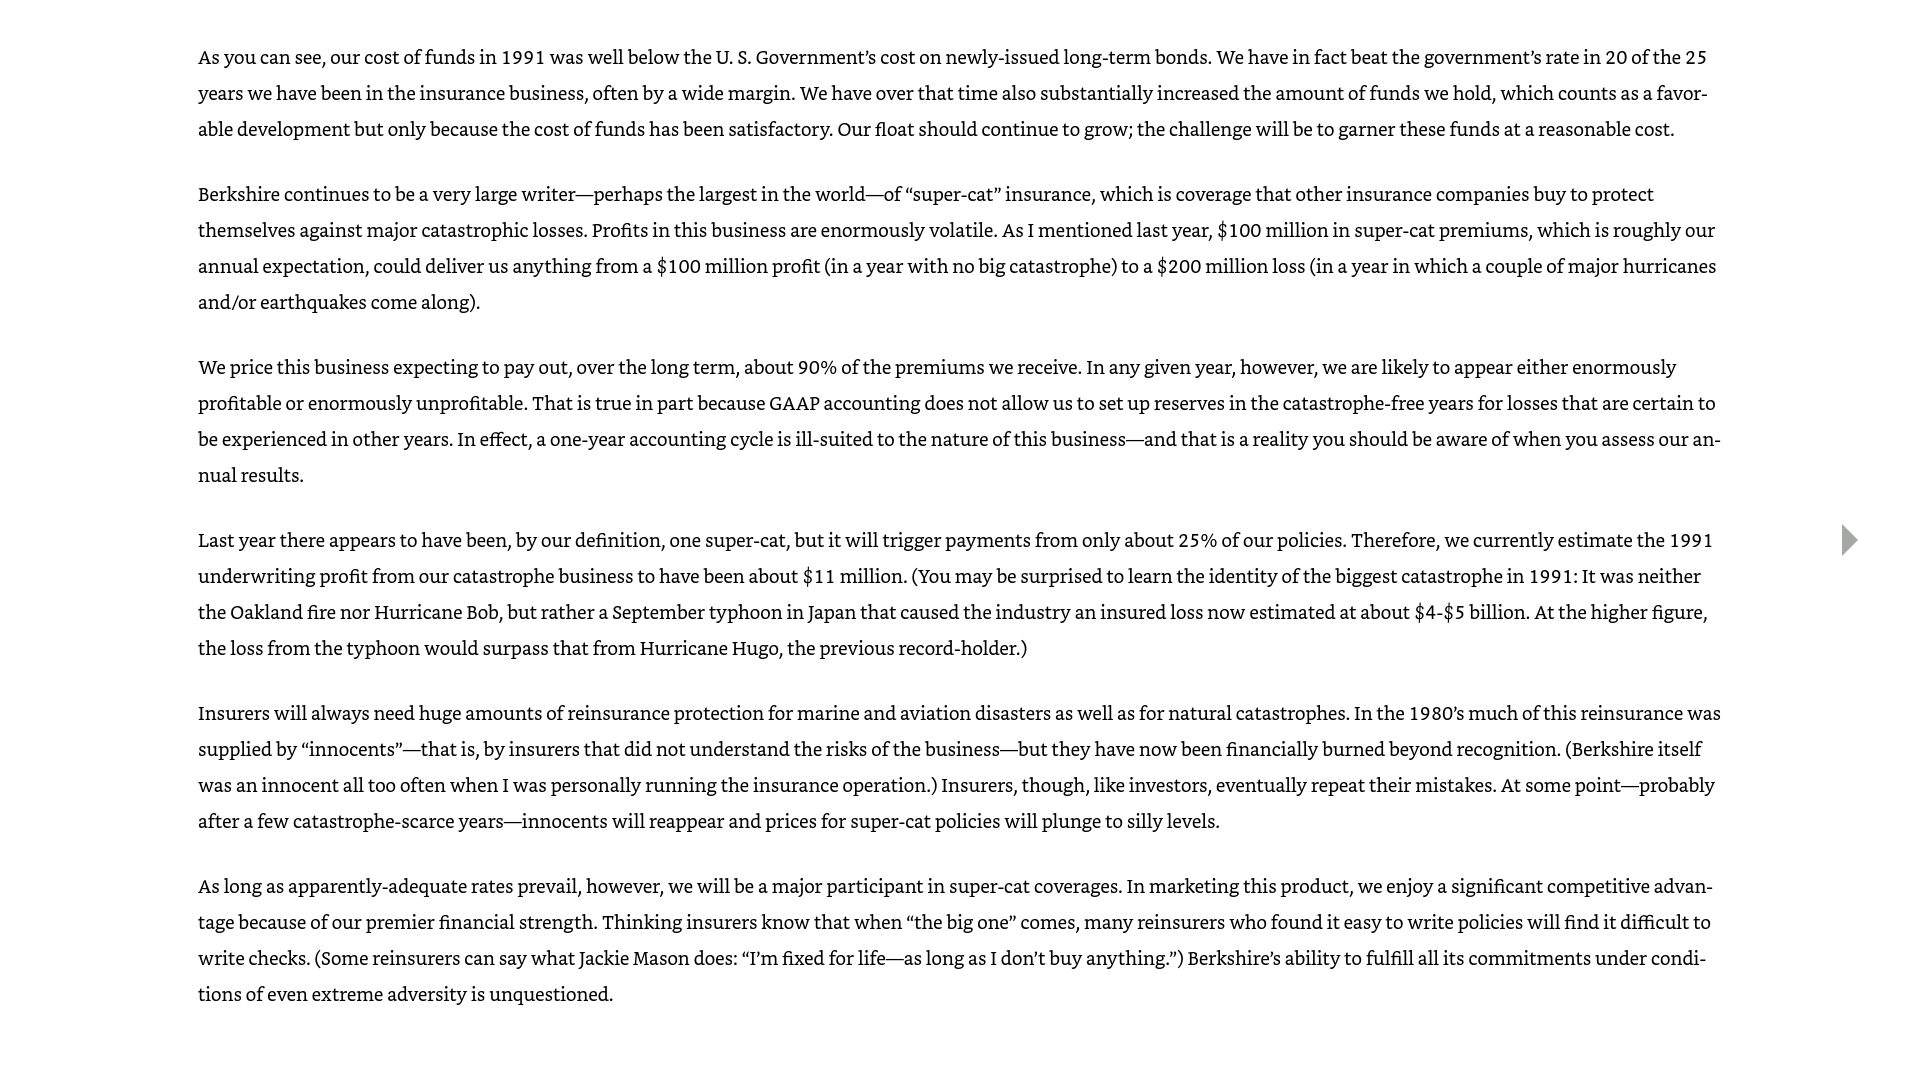 As you can see, our cost of funds in 1991 was well below the U. S. Government’s cost on newly-issued long-term bonds. We have in fact beat the government’s rate in 20 of the 25
years we have been in the insurance business, often by a wide margin. We have over that time also substantially increased the amount of funds we hold, which counts as a favor-
able development but only because the cost of funds has been satisfactory. Our float should continue to grow; the challenge will be to garner these funds at a reasonable cost.
Berkshire continues to be a very large writer—perhaps the largest in the world—of “super-cat” insurance, which is coverage that other insurance companies buy to protect
themselves against major catastrophic losses. Profits in this business are enormously volatile. As I mentioned last year, $100 million in super-cat premiums, which is roughly our
annual expectation, could deliver us anything from a $100 million profit (in a year with no big catastrophe) to a $200 million loss (in a year in which a couple of major hurricanes
and/or earthquakes come along).
We price this business expecting to pay out, over the long term, about 90% of the premiums we receive. In any given year, however, we are likely to appear either enormously
profitable or enormously unprofitable. That is true in part because GAAP accounting does not allow us to set up reserves in the catastrophe-free years for losses that are certain to
be experienced in other years. In effect, a one-year accounting cycle is ill-suited to the nature of this business—and that is a reality you should be aware of when you assess our an-
nual results.
Last year there appears to have been, by our definition, one super-cat, but it will trigger payments from only about 25% of our policies. Therefore, we currently estimate the 1991
underwriting profit from our catastrophe business to have been about $11 million. (You may be surprised to learn the identity of the biggest catastrophe in 1991: It was neither
the Oakland fire nor Hurricane Bob, but rather a September typhoon in Japan that caused the industry an insured loss now estimated at about $4-$5 billion. At the higher figure,
the loss from the typhoon would surpass that from Hurricane Hugo, the previous record-holder.)
Insurers will always need huge amounts of reinsurance protection for marine and aviation disasters as well as for natural catastrophes. In the 1980’s much of this reinsurance was
supplied by “innocents”—that is, by insurers that did not understand the risks of the business—but they have now been financially burned beyond recognition. (Berkshire itself
was an innocent all too often when I was personally running the insurance operation.) Insurers, though, like investors, eventually repeat their mistakes. At some point—probably
after a few catastrophe-scarce years—innocents will reappear and prices for super-cat policies will plunge to silly levels.
As long as apparently-adequate rates prevail, however, we will be a major participant in super-cat coverages. In marketing this product, we enjoy a significant competitive advan-
tage because of our premier financial strength. Thinking insurers know that when “the big one” comes, many reinsurers who found it easy to write policies will find it difficult to
write checks. (Some reinsurers can say what Jackie Mason does: “I’m fixed for life—as long as I don’t buy anything.”) Berkshire’s ability to fulfill all its commitments under condi-
tions of even extreme adversity is unquestioned.